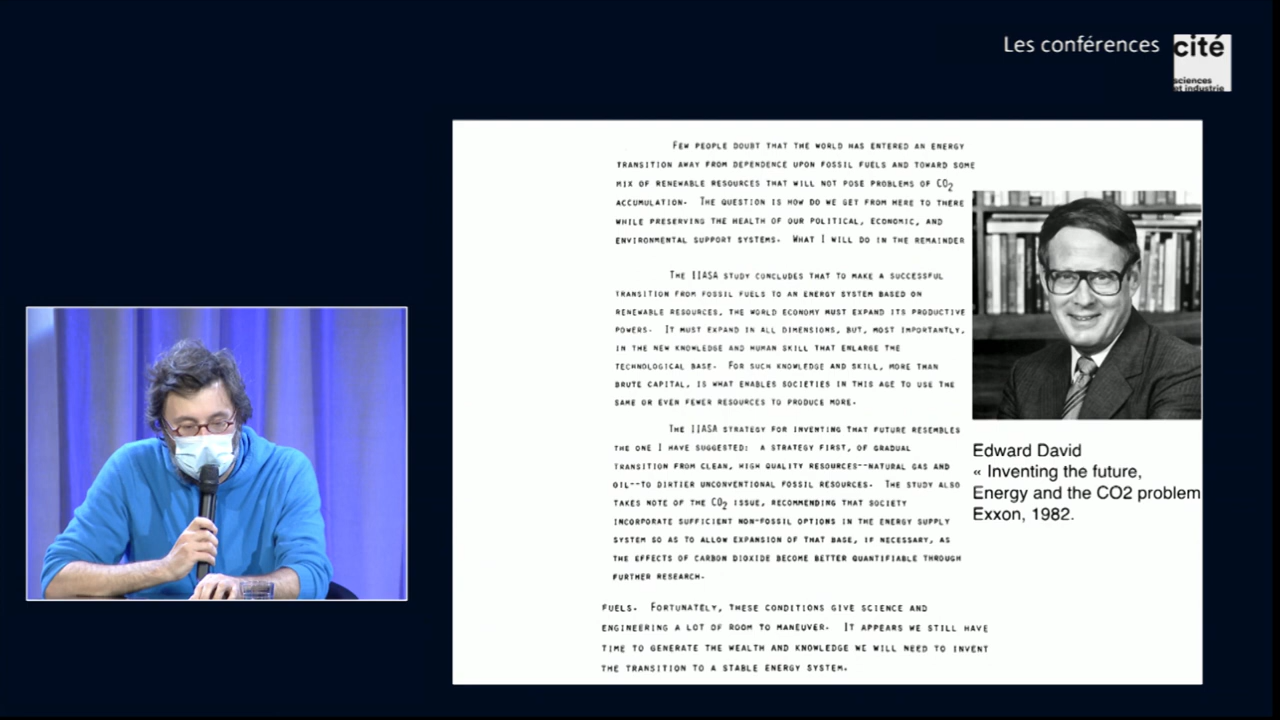 Les conférences
cité
sciences
et industrie
FEW PEOPLE DOUBT THAT THE WORLD HAS ENTERED AN ENERGY
TRANSITION AWAY FROM DEPENDENCE UPON FOSSIL FUELS AND TOWARD SOME
MIX OF RENEWABLE RESOURCES THAT WILL NOT POSE PROBLEMS OF CO2
ACCUMULATION. THE QUESTION IS HOW DO WE GET FROM HERE TO THERE
WHILE PRESERVING THE HEALTH OF OUR POLITICAL, ECONOMIC, AND
ENVIRONMENTAL SUPPORT SYSTEMS. WHAT I WILL DO IN THE REMAINDER
THE IIASA STUDY CONCLUDES THAT TO MAKE A SUCCESSFUL
TRANSITION FROM FOSSIL FUELS TO AN ENERGY SYSTEM BASED ON
RENEWABLE RESOURCES, THE WORLD ECONOMY MUST EXPAND ITS PRODUCTIVE
POWERS. IT MUST EXPAND IN ALL DIMENSIONS, BUT, MOST IMPORTANTLY,
IN THE NEW KNOWLEDGE AND HUMAN SKILL THAT ENLARGE THE
TECHNOLOGICAL BASE. FOR SUCH KNOWLEDGE AND SKILL, MORE THAN
BRUTE CAPITAL, IS WHAT ENABLES SOCIETIES IN THIS AGE TO USE THE
SAME OR EVEN FEWER RESOURCES TO PRODUCE MORE.
THE IIASA STRATEGY FOR INVENTING THAT FUTURE RESEMBLES
THE ONE I HAVE SUGGESTED: A STRATEGY FIRST, OF GRADUAL
TRANSITION FROM CLEAN, HIGH QUALITY RESOURCES--NATURAL GAS AND
OIL--TO DIRTIER UNCONVENTIONAL FOSSIL RESOURCES. THE STUDY ALSO
TAKES NOTE OF THE CO2 ISSUE, RECOMMENDING THAT SOCIETY
INCORPORATE SUFFICIENT NON-FOSSIL OPTIONS IN THE ENERGY SUPPLY
SYSTEM SO AS TO ALLOW EXPANSION OF THAT BASE, IF NECESSARY, AS
THE EFFECTS OF CARBON DIOXIDE BECOME BETTER QUANTIFIABLE THROUGH
FURTHER RESEARCH.
FUELS. FORTUNATELY, THESE CONDITIONS GIVE SCIENCE AND
ENGINEERING A LOT OF ROOM TO MANEUVER. IT APPEARS WE STILL HAVE
TIME TO GENERATE THE WEALTH AND KNOWLEDGE WE WILL NEED TO INVENT
THE TRANSITION TO A STABLE ENERGY SYSTEM.
Edward David
« Inventing the future,
Energy and the CO2 problem
Exxon, 1982.